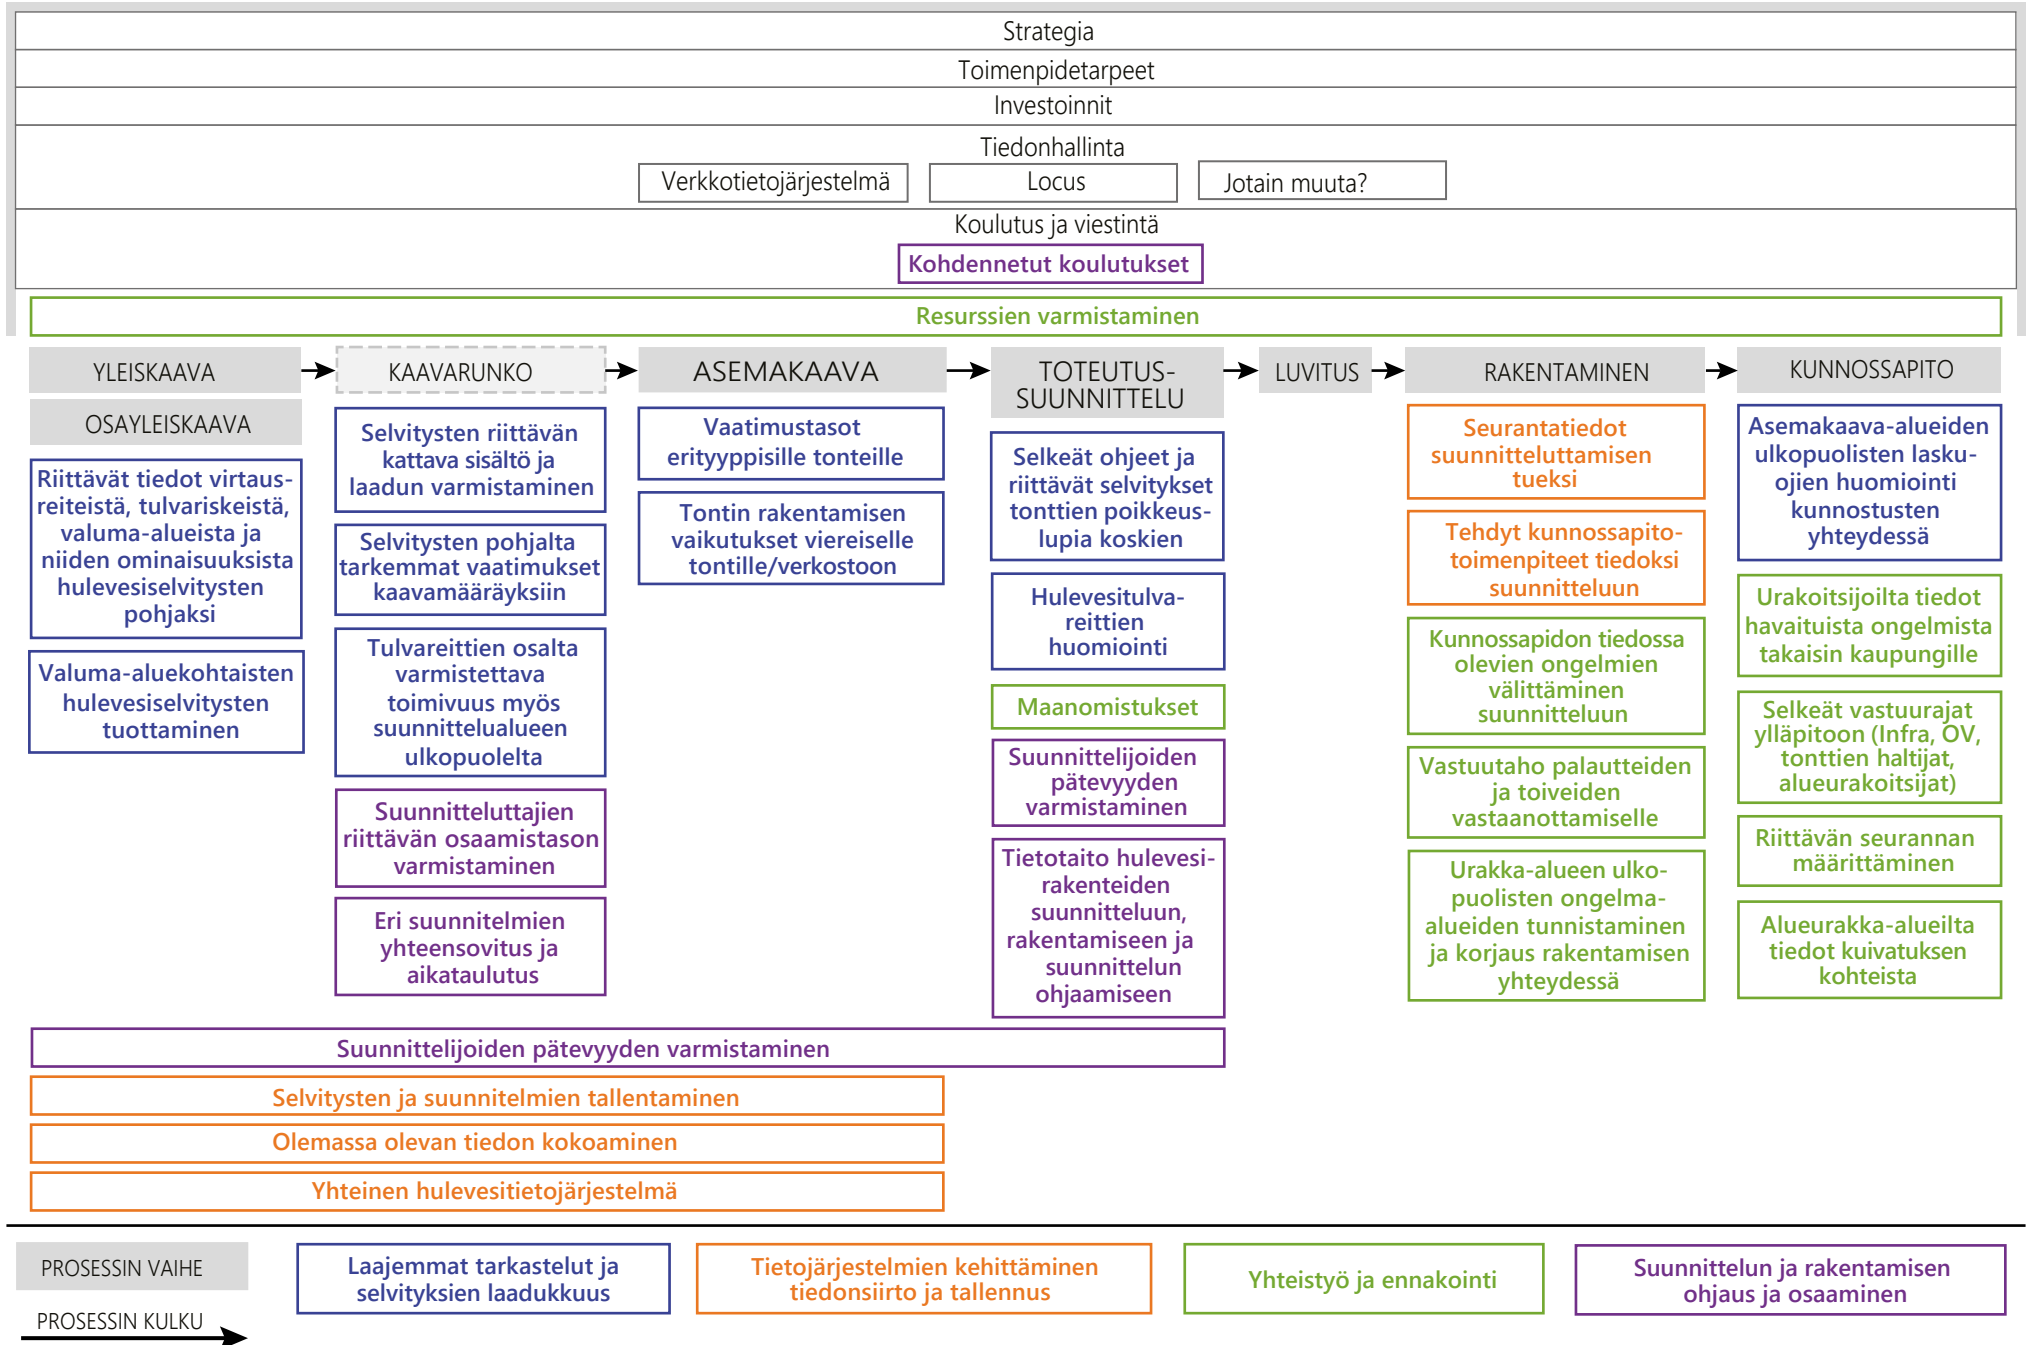 Strategia
Toimenpidetarpeet
Investoinnit
Tiedonhallinta
Verkkotietojärjestelmä
Locus
Jotain muuta?
Koulutus ja viestintä
Kohdennetut koulutukset
Resurssien varmistaminen
YLEISKAAVA
OSAYLEISKAAVA
Riittävät tiedot virtaus-
reiteistä, tulvariskeistä,
valuma-alueista ja
niiden ominaisuuksista
hulevesiselvitysten
pohjaksi
Valuma-aluekohtaisten
hulevesiselvitysten
tuottaminen
KAAVARUNKO
Selvitysten riittävän
kattava sisältö ja
laadun varmistaminen
Selvitysten pohjalta
tarkemmat vaatimukset
kaavamääräyksiin
Tulvareittien osalta
varmistettava
toimivuus myös
suunnittelualueen
ulkopuolelta
Suunnitteluttajien
riittävän osaamistason
varmistaminen
Eri suunnitelmien
yhteensovitus ja
aikataulutus
ASEMAKAAVA
Vaatimustasot
erityyppisille tonteille
Tontin rakentamisen
vaikutukset viereiselle
tontille/verkostoon
TOTEUTUS-
SUUNNITTELU
Selkeät ohjeet ja
riittävät selvitykset
tonttien poikkeus-
lupia koskien
Hulevesitulva-
reittien
huomiointi
Maanomistukset
Suunnittelijoiden
pätevyyden
varmistaminen
Tietotaito hulevesi-
rakenteiden
suunnitteluun,
rakentamiseen ja
suunnittelun
ohjaamiseen
LUVITUS
RAKENTAMINEN
Seurantatiedot
suunnitteluttamisen
tueksi
Tehdyt kunnossapito-
toimenpiteet tiedoksi
suunnitteluun
Kunnossapidon tiedossa
olevien ongelmien
välittäminen
suunnitteluun
Vastuutaho palautteiden
ja toiveiden
vastaanottamiselle
Urakka-alueen ulko-
puolisten ongelma-
alueiden tunnistaminen
ja korjaus rakentamisen
yhteydessä
KUNNOSSAPITO
Asemakaava-alueiden
ulkopuolisten lasku-
ojien huomiointi
kunnostusten
yhteydessä
Urakoitsijoilta tiedot
havaituista ongelmista
takaisin kaupungille
Selkeät vastuurajat
ylläpitoon (Infra, OV,
tonttien haltijat,
alueurakoitsijat)
Riittävän seurannan
määrittäminen
Alueurakka-alueilta
tiedot kuivatuksen
kohteista
Suunnittelijoiden pätevyyden varmistaminen
Selvitysten ja suunnitelmien tallentaminen
Olemassa olevan tiedon kokoaminen
Yhteinen hulevesitietojärjestelmä
PROSESSIN VAIHE
PROSESSIN KULKU
Laajemmat tarkastelut ja
selvityksien laadukkuus
Tietojärjestelmien kehittäminen
tiedonsiirto ja tallennus
Yhteistyö ja ennakointi
Suunnittelun ja rakentamisen
ohjaus ja osaaminen